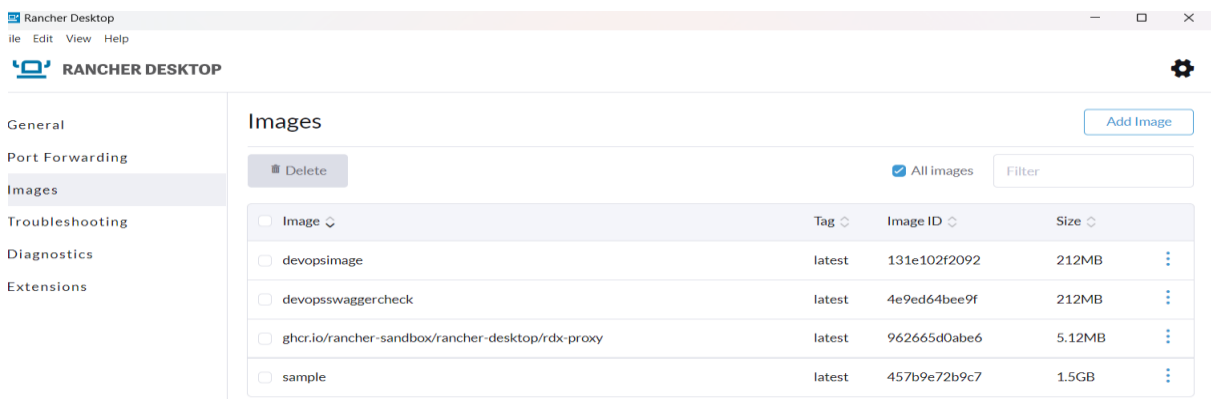 Rancher Desktop
ile Edit View Help
RANCHER DESKTOP
General
Port Forwarding
Images
Troubleshooting
Diagnostics
Extensions
Images
Add Image
Delete
All images
Filter
Image Tag Image ID Size
devopsimage latest 131e102f2092 212MB
devopsswaggercheck latest 4e9ed64bee9f 212MB
ghcr.io/rancher-sandbox/rancher-desktop/rdx-proxy latest 962665d0abe6 5.12MB
sample latest 457b9e72b9c7 1.5GB